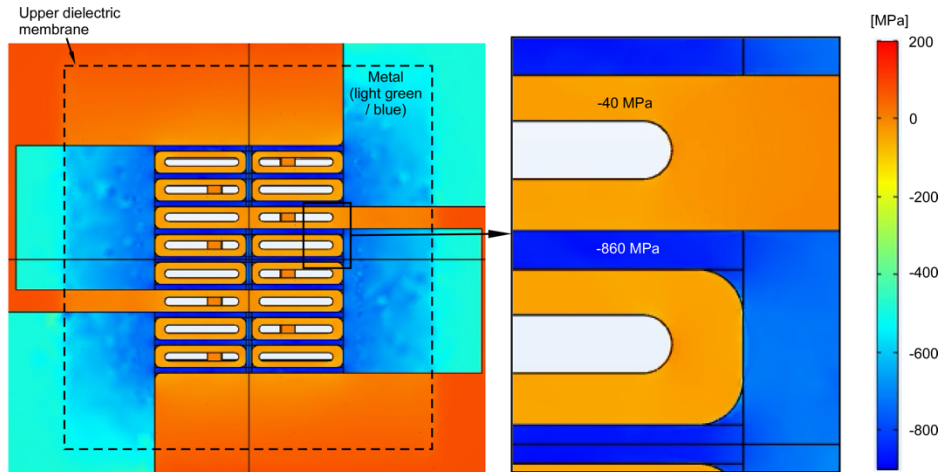 Upper dielectric
membrane
Metal
(light green
/ blue)
-40 MPa
-860 MPa
[MPa]
200
0
-200
-400
-600
-800